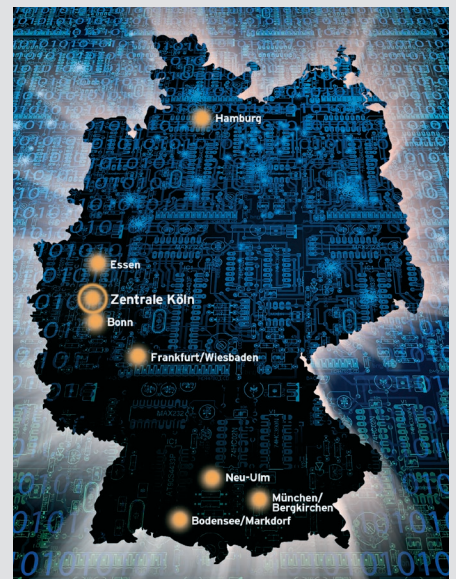 Hamburg
Essen
Zentrale Köln
Bonn
Frankfurt/Wiesbaden
Neu-Ulm
München/
Bergkirchen
Bodensee/Markdorf